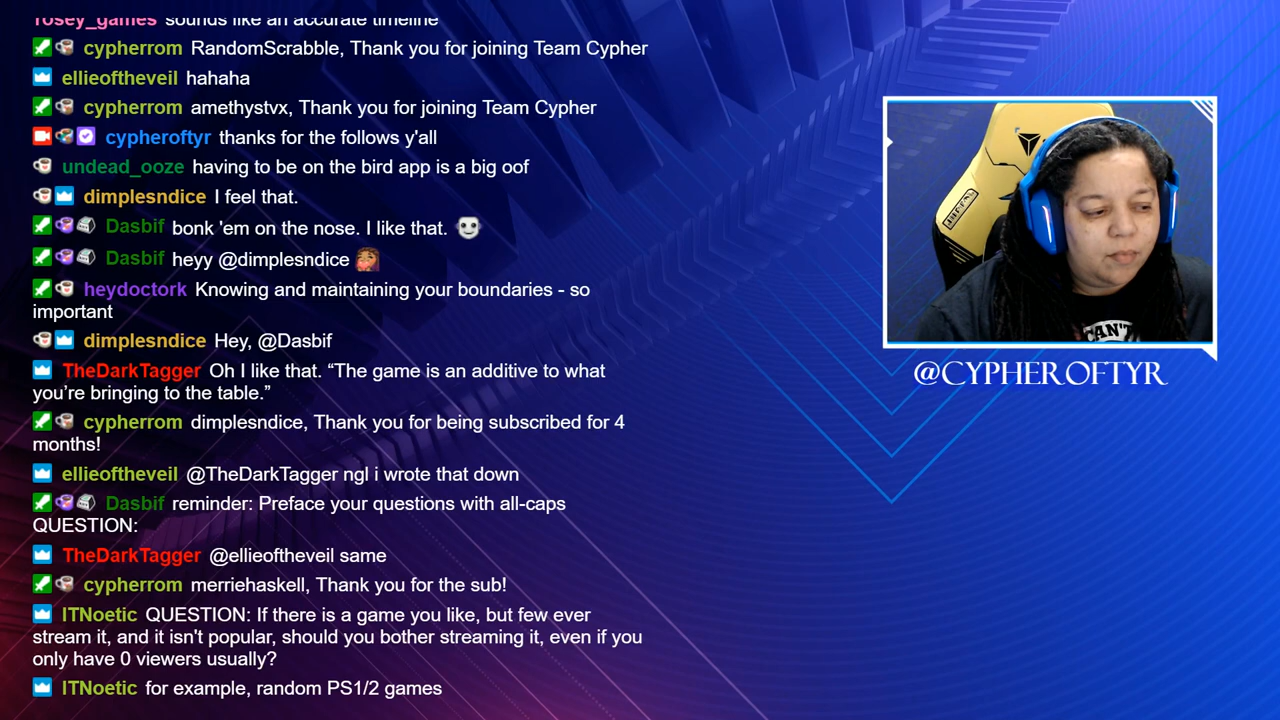 rosey_games sounds like an accurate timeline
cypherrom RandomScrabble, Thank you for joining Team Cypher
ellieoftheveil hahaha
cypherrom amethystvx, Thank you for joining Team Cypher
cypheroftyr thanks for the follows y'all
undead_ooze having to be on the bird app is a big oof
dimplesndice I feel that.
Dasbif bonk 'em on the nose. I like that.
Dasbif heyy @dimplesndice
heydoctork Knowing and maintaining your boundaries - so
important
dimplesndice Hey, @Dasbif
TheDarkTagger Oh I like that. “The game is an additive to what
you’re bringing to the table.”
cypherrom dimplesndice, Thank you for being subscribed for 4
months!
ellieoftheveil @TheDarkTagger ngl i wrote that down
Dasbif reminder: Preface your questions with all-caps
QUESTION:
TheDarkTagger @ellieoftheveil same
cypherrom merriehaskell, Thank you for the sub!
ITNoetic QUESTION: If there is a game you like, but few ever
stream it, and it isn't popular, should you bother streaming it, even if you
only have 0 viewers usually?
ITNoetic for example, random PS1/2 games
CAN'T
@CYPHEROFTYR